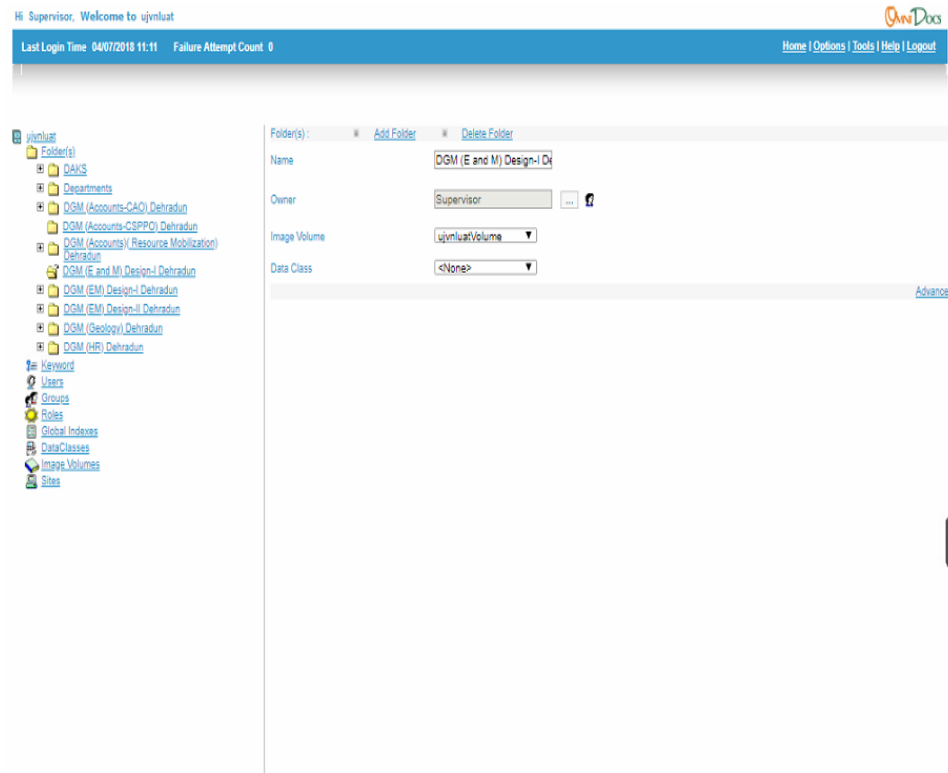 Hi Supervisor, Welcome to ujvnluat
OmniDocs
Last Login Time 04/07/2018 11:11 Failure Attempt Count 0
Home | Options | Tools | Help | Logout
ujvnluat
Folder(s)
DAKS
Departments
DGM (Accounts-CAO) Dehradun
DGM (Accounts-CSPPO) Dehradun
DGM (Accounts)( Resource Mobilization)
Dehradun
DGM (E and M) Design-I Dehradun
DGM (EM) Design-I Dehradun
DGM (EM) Design-II Dehradun
DGM (Geology) Dehradun
DGM (HR) Dehradun
Keyword
Users
Groups
Roles
Global Indexes
DataClasses
Image Volumes
Sites
Folder(s) : Add Folder Delete Folder
Name DGM (E and M) Design-I De
Owner Supervisor ...
Image Volume ujvnluatVolume
Data Class <None>
Advance